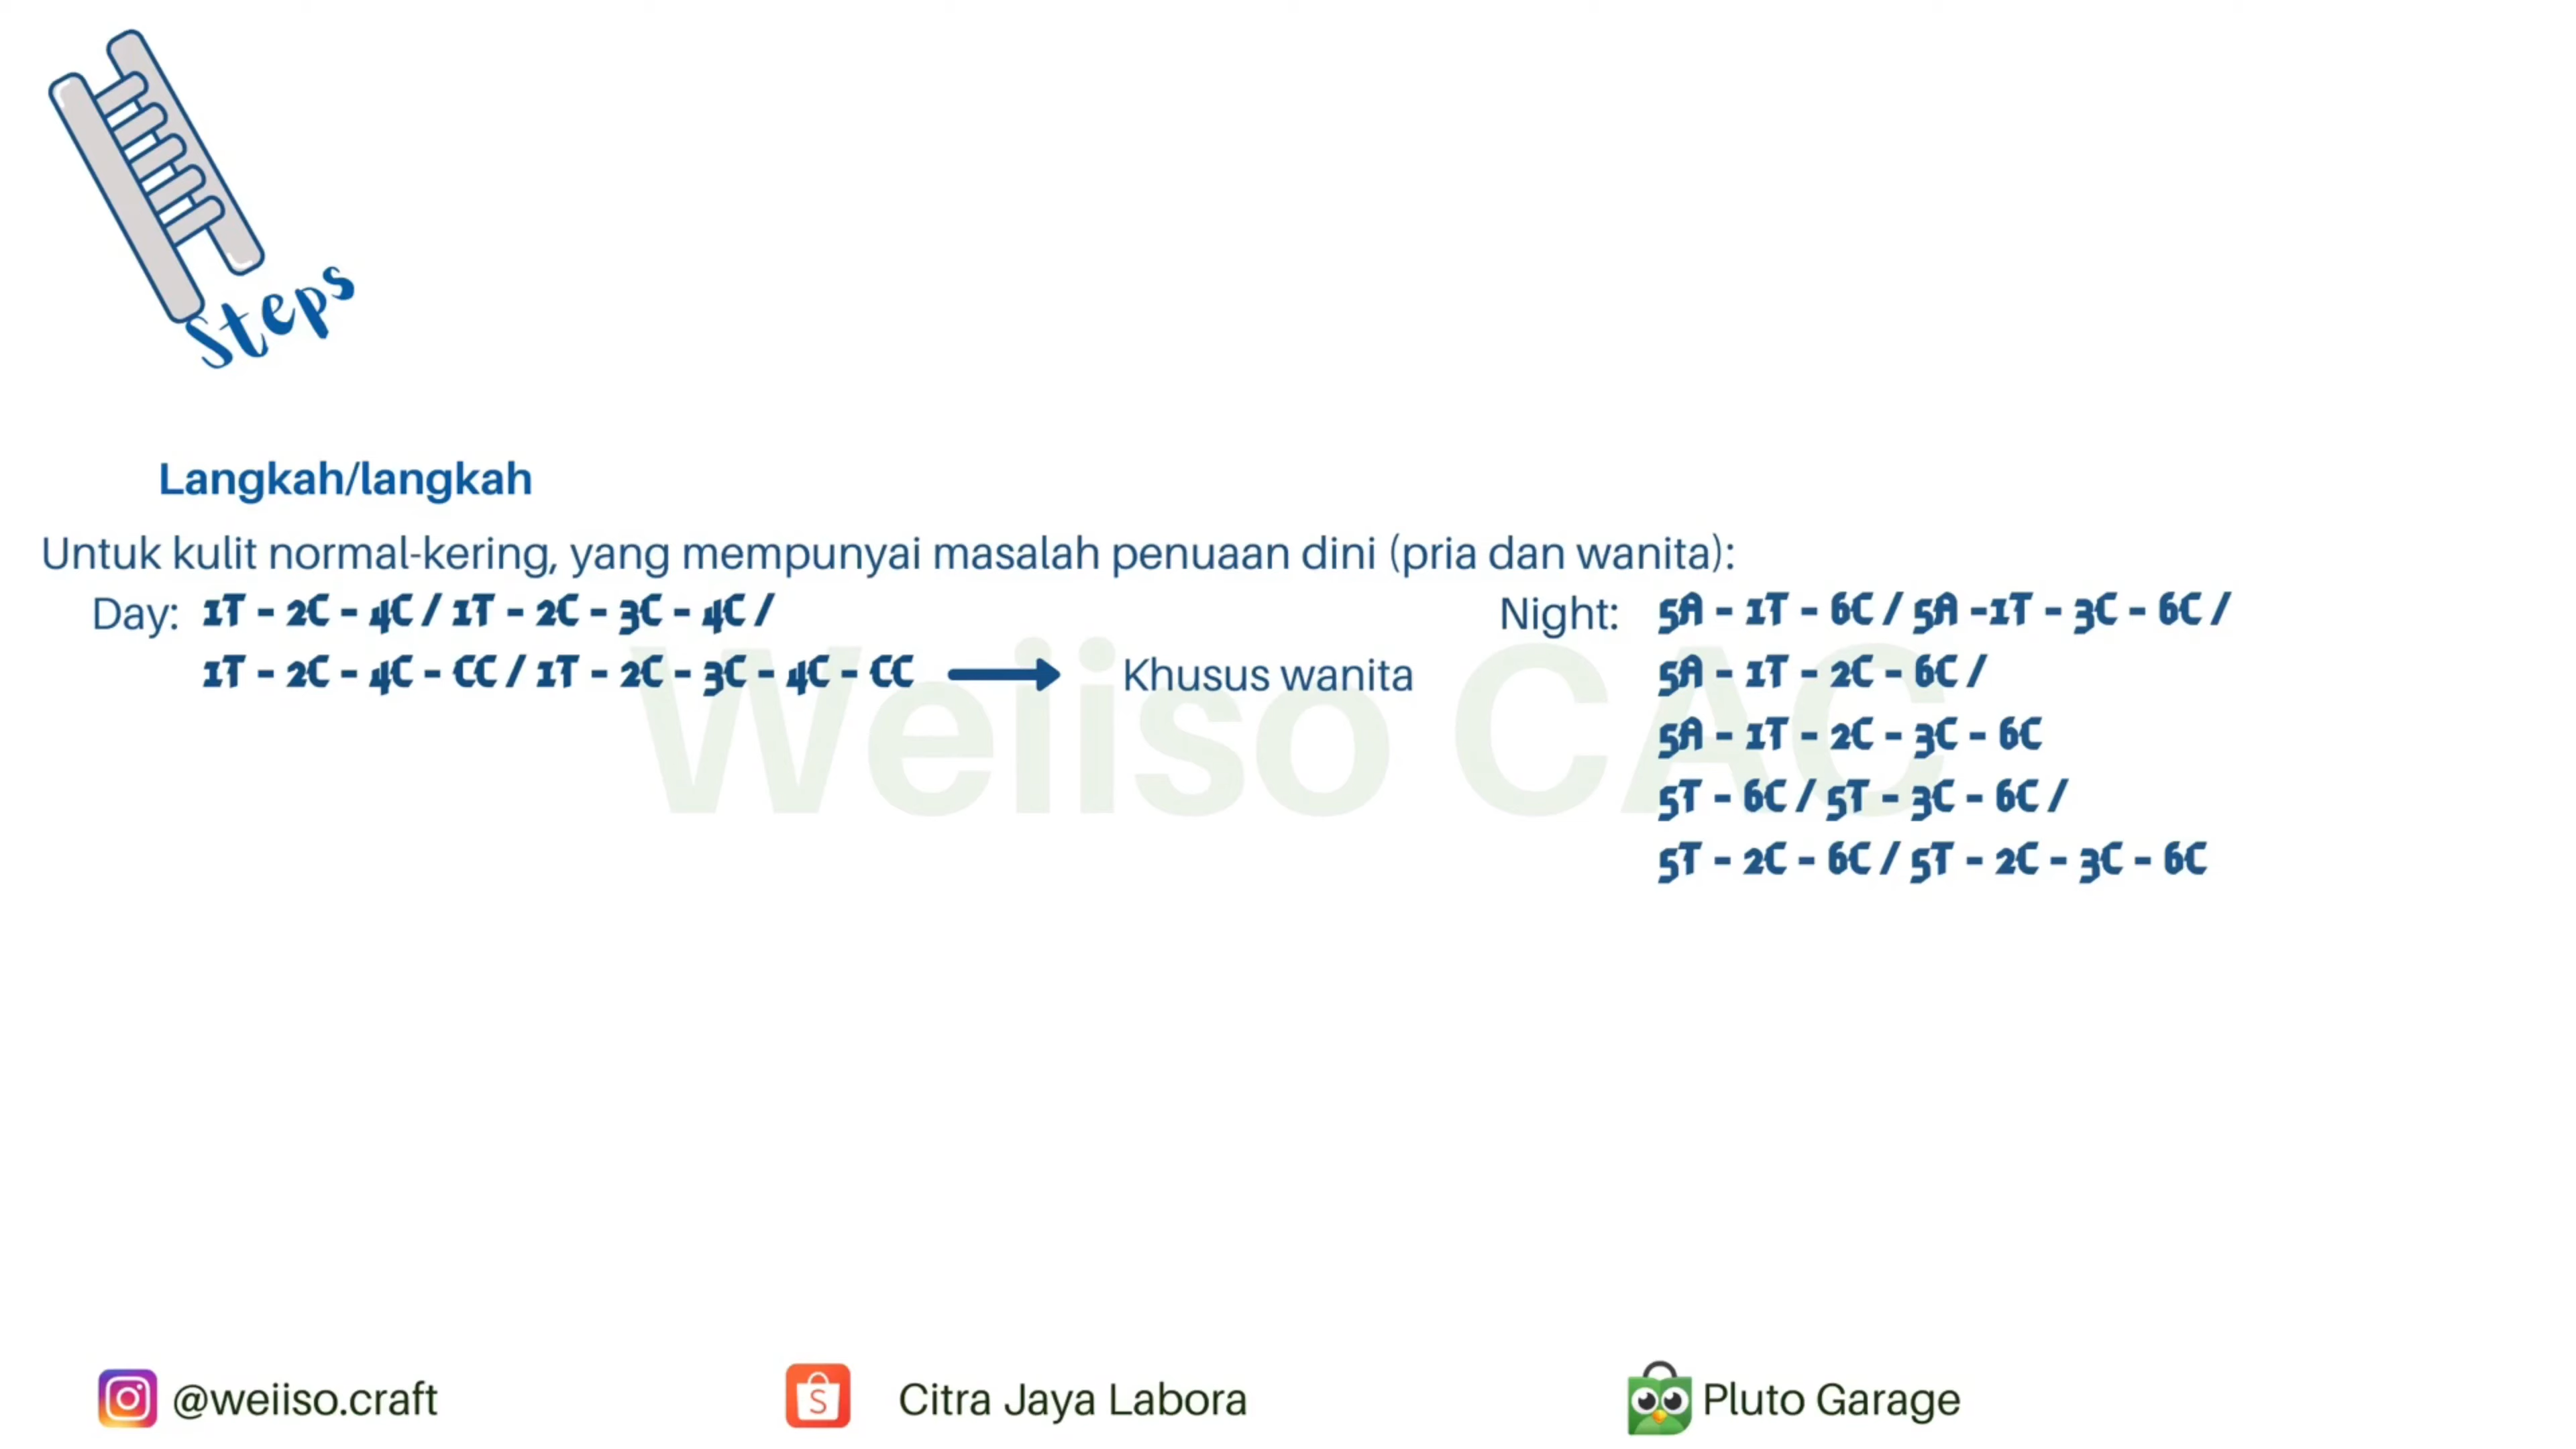 Steps
Langkah/langkah
Untuk kulit normal-kering, yang mempunyai masalah penuaan dini (pria dan wanita):
Day: 1T - 2C - 4C / 1T - 2C - 3C - 4C /
1T - 2C - 4C - CC / 1T - 2C - 3C - 4C - CC
Khusus wanita
Night: 5A - 1T - 6C / 5A -1T - 3C - 6C /
5A - 1T - 2C - 6C /
5A - 1T - 2C - 3C - 6C
5T - 6C / 5T - 3C - 6C /
5T - 2C - 6C / 5T - 2C - 3C - 6C
Weiiso CAC
@weiiso.craft
S
Citra Jaya Labora
Pluto Garage